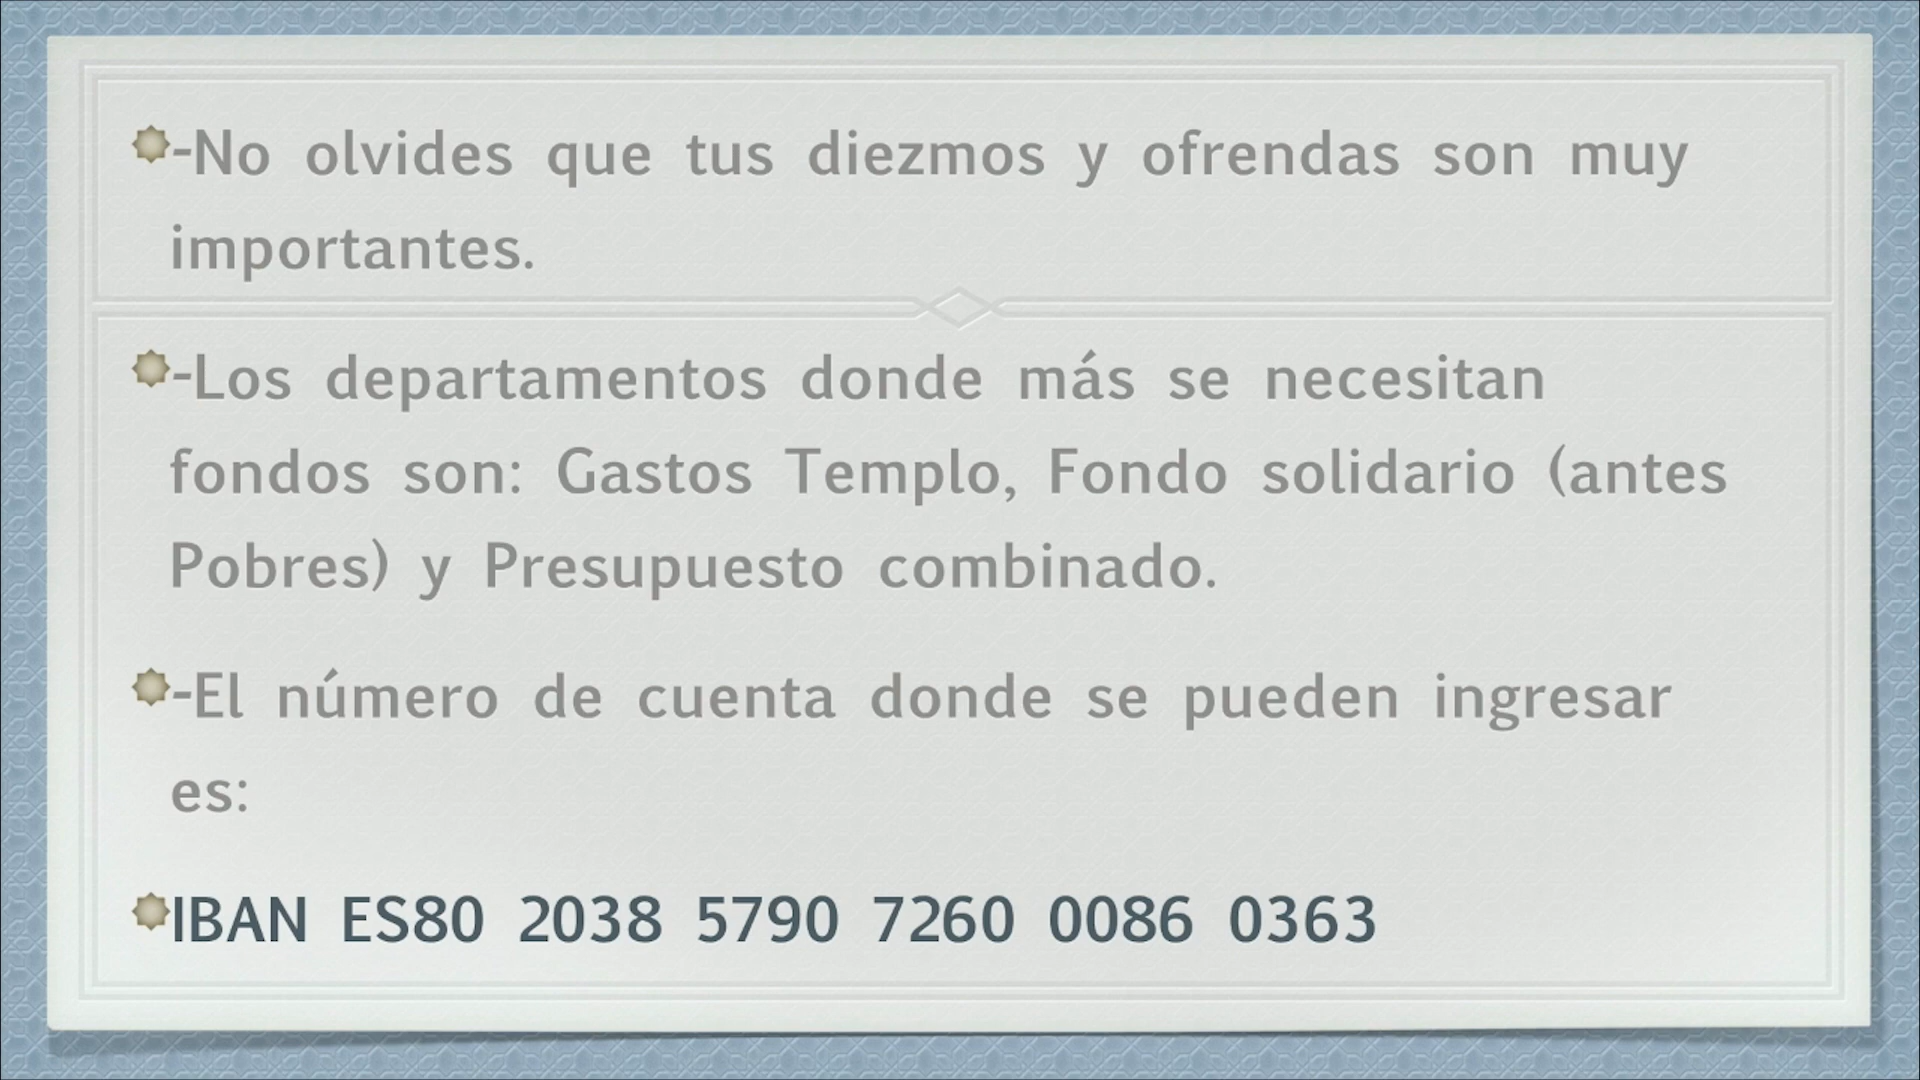 -No olvides que tus diezmos y ofrendas son muy
importantes.
-Los departamentos donde más se necesitan
fondos son: Gastos Templo, Fondo solidario (antes
Pobres) y Presupuesto combinado.
-El número de cuenta donde se pueden ingresar
es:
IBAN ES80 2038 5790 7260 0086 0363